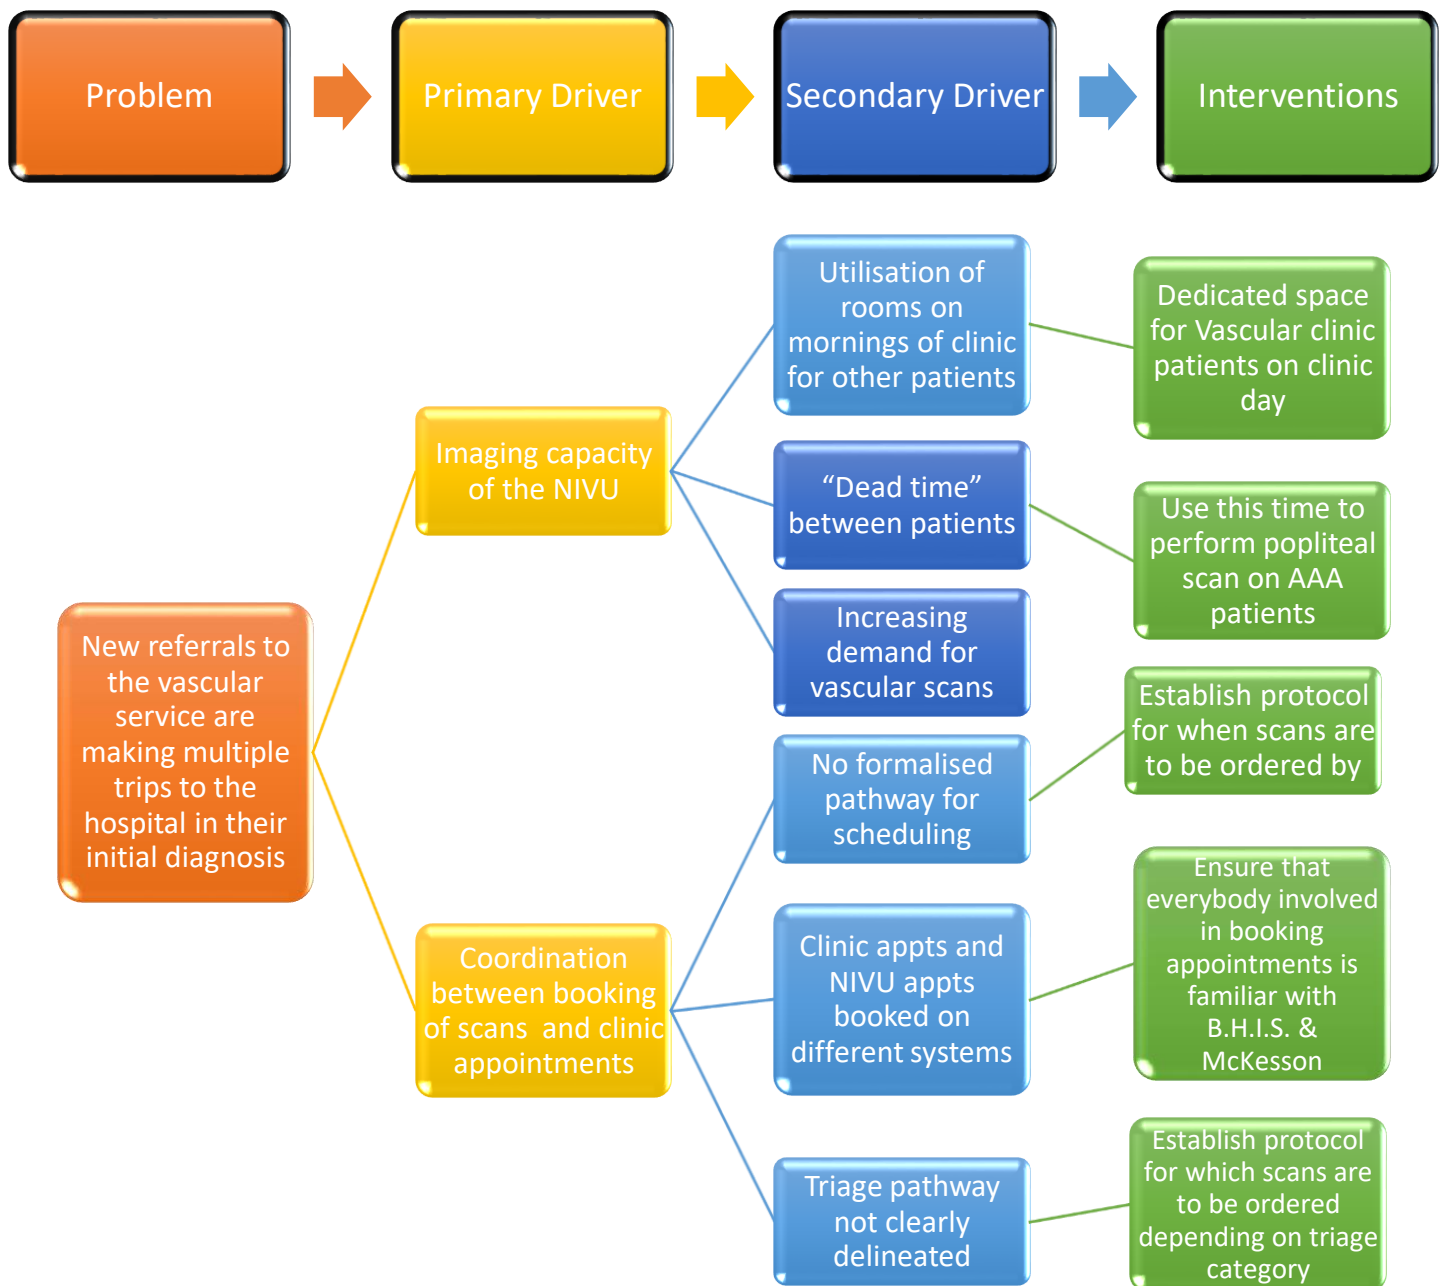 Problem
Primary Driver
Secondary Driver
Interventions
New referrals to
the vascular
service are
making multiple
trips to the
hospital in their
initial diagnosis
Imaging capacity
of the NIVU
Coordination
between booking
of scans  and clinic
appointments
Utilisation of
rooms on
mornings of clinic
for other patients
“Dead time”
between patients
Increasing
demand for
vascular scans
No formalised
pathway for
scheduling
Clinic appts and
NIVU appts
booked on
different systems
Triage pathway
not clearly
delineated
Dedicated space
for Vascular clinic
patients on clinic
day
Use this time to
perform popliteal
scan on AAA
patients
Establish protocol
for when scans are
to be ordered by
Ensure that
everybody involved
in booking
appointments is
familiar with
B.H.I.S. &
McKesson
Establish protocol
for which scans are
to be ordered
depending on triage
category